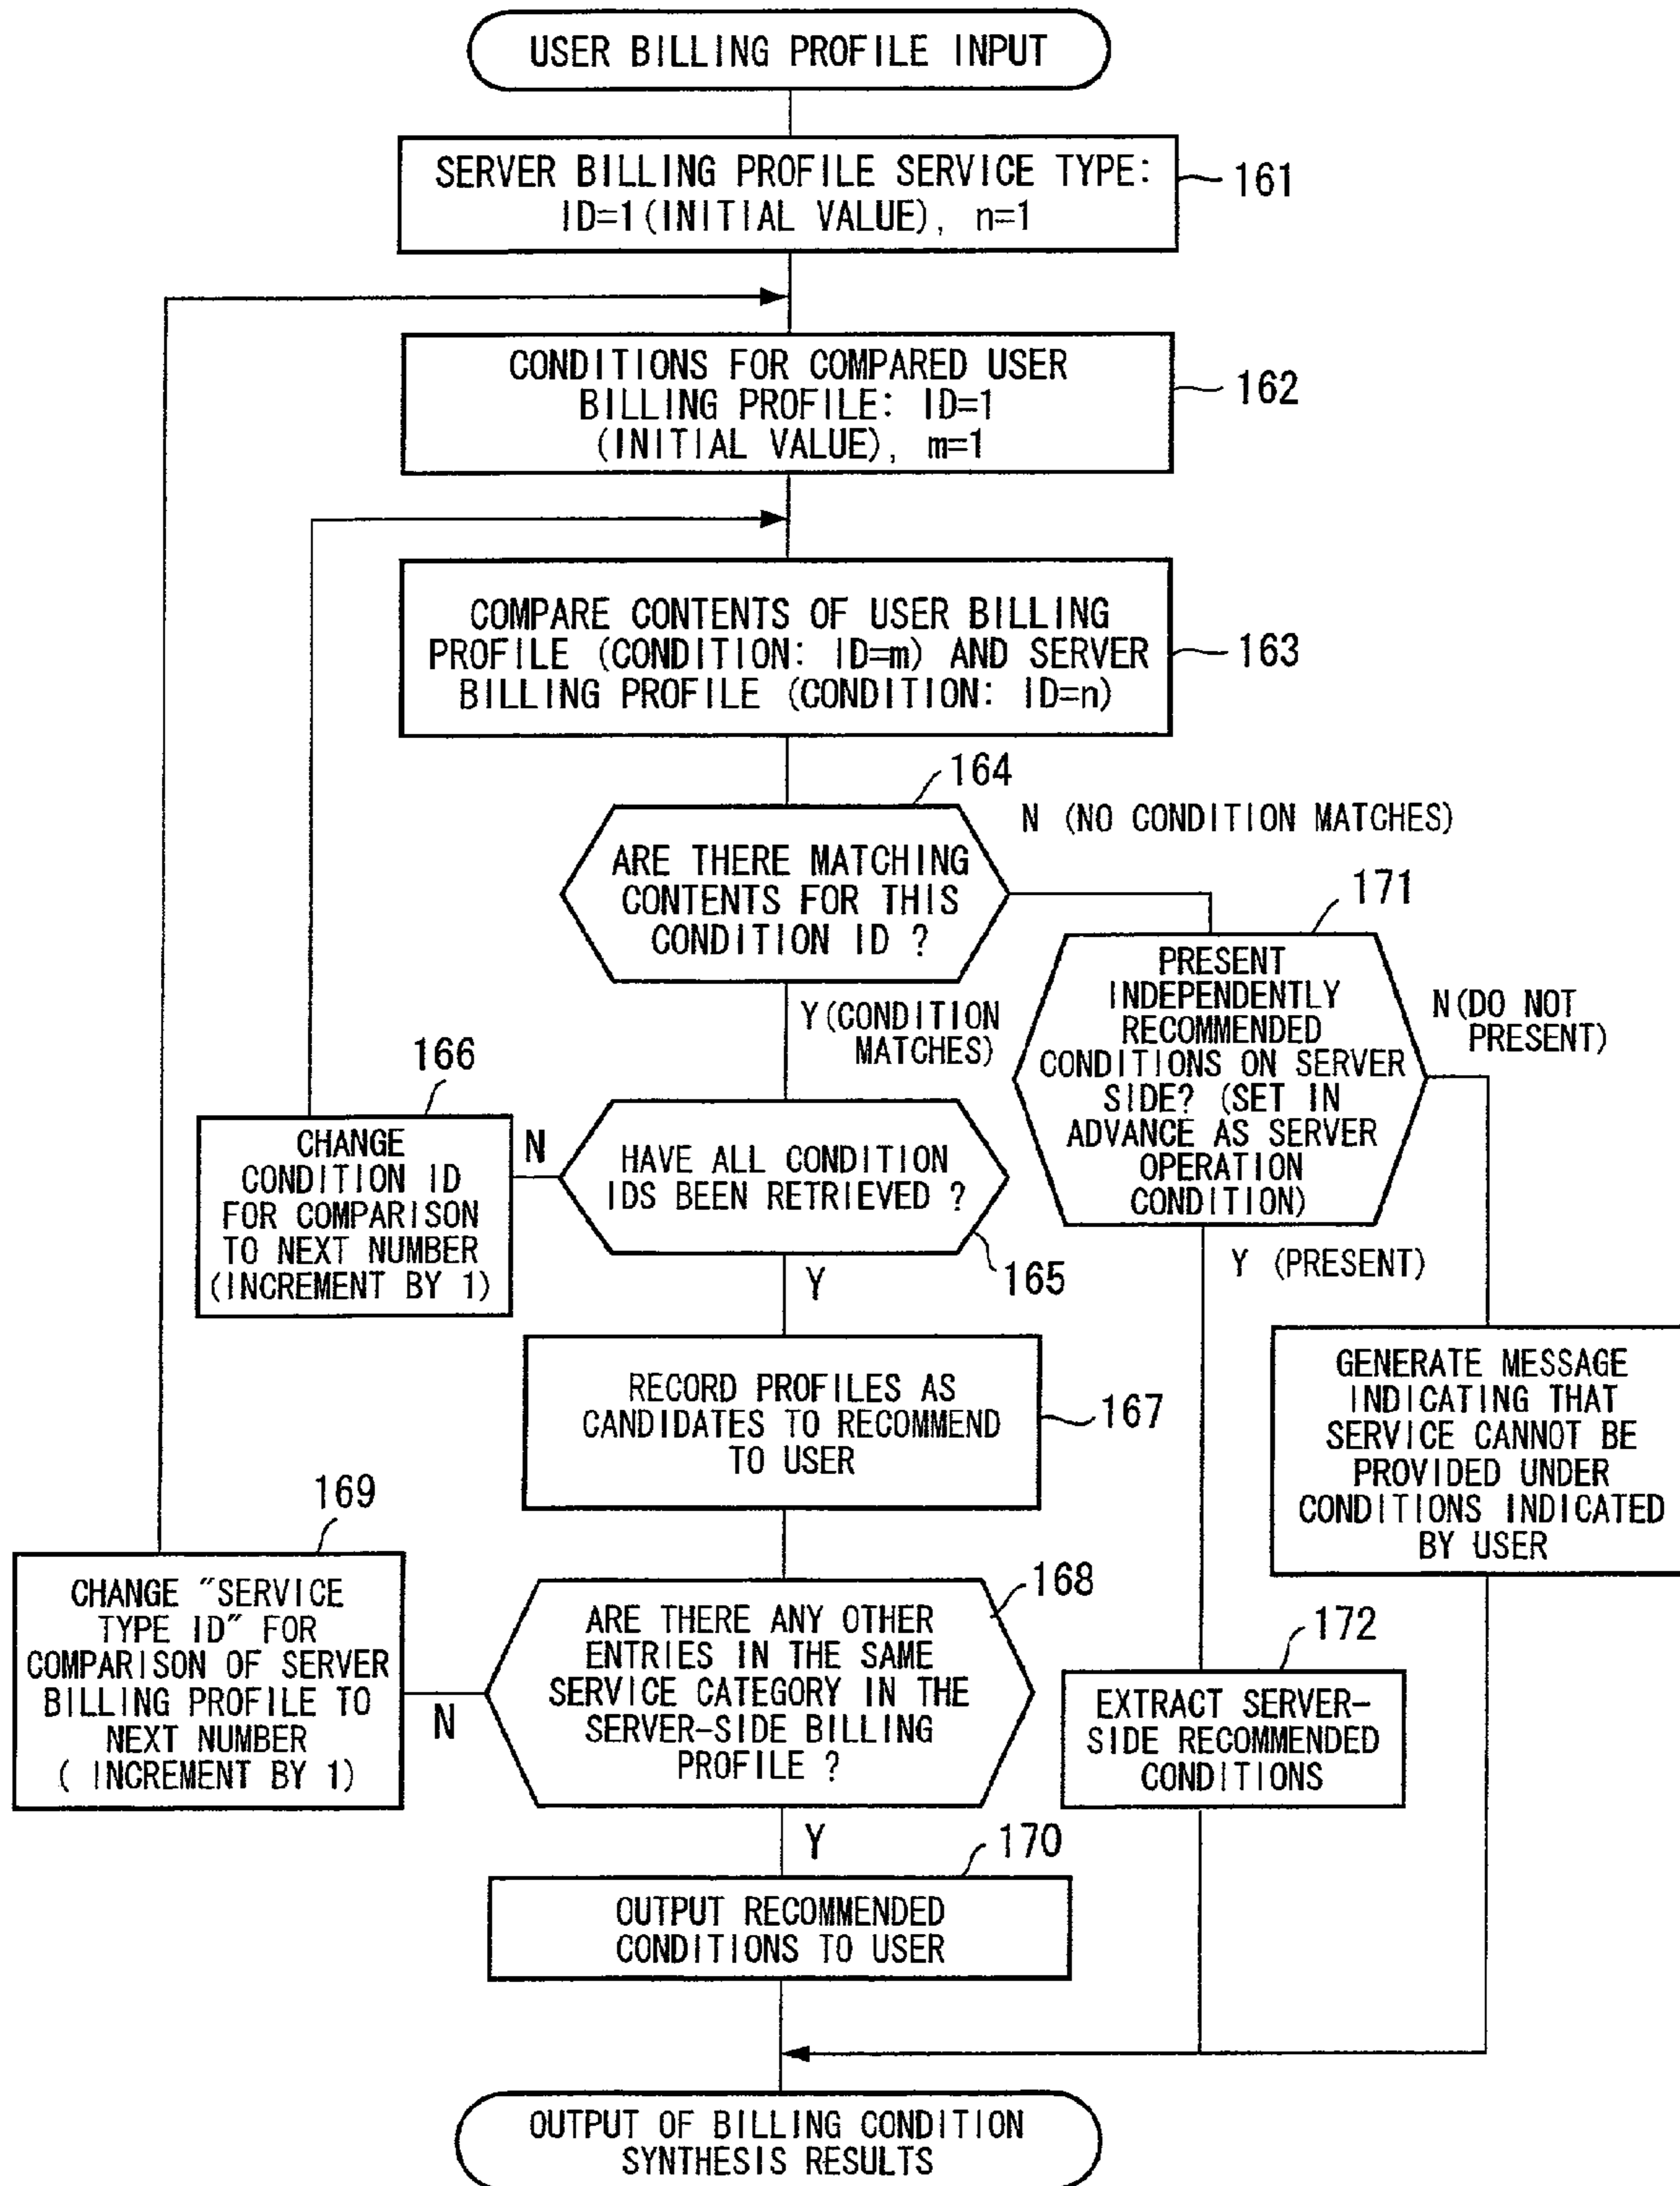 USER BILLING PROFILE INPUT
SERVER BILLING PROFILE SERVICE TYPE:
ID=1(INITIAL VALUE), n=1
161
CONDITIONS FOR COMPARED USER
BILLING PROFILE: ID=1
(INITIAL VALUE), m=1
162
COMPARE CONTENTS OF USER BILLING
PROFILE (CONDITION: ID=m) AND SERVER
BILLING PROFILE (CONDITION: ID=n)
163
164
N (NO CONDITION MATCHES)
ARE THERE MATCHING
CONTENTS FOR THIS
CONDITION ID ?
Y(CONDITION
MATCHES)
171
PRESENT
INDEPENDENTLY
RECOMMENDED
CONDITIONS ON SERVER
SIDE? (SET IN
ADVANCE AS SERVER
OPERATION
CONDITION)
N(DO NOT
PRESENT)
Y (PRESENT)
166
CHANGE
CONDITION ID
FOR COMPARISON
TO NEXT NUMBER
(INCREMENT BY 1)
N
HAVE ALL CONDITION
IDS BEEN RETRIEVED ?
165
Y
RECORD PROFILES AS
CANDIDATES TO RECOMMEND
TO USER
167
GENERATE MESSAGE
INDICATING THAT
SERVICE CANNOT BE
PROVIDED UNDER
CONDITIONS INDICATED
BY USER
169
CHANGE "SERVICE
TYPE ID" FOR
COMPARISON OF SERVER
BILLING PROFILE TO
NEXT NUMBER
( INCREMENT BY 1)
N
168
ARE THERE ANY OTHER
ENTRIES IN THE SAME
SERVICE CATEGORY IN THE
SERVER-SIDE BILLING
PROFILE ?
Y
172
EXTRACT SERVER-
SIDE RECOMMENDED
CONDITIONS
170
OUTPUT RECOMMENDED
CONDITIONS TO USER
OUTPUT OF BILLING CONDITION
SYNTHESIS RESULTS